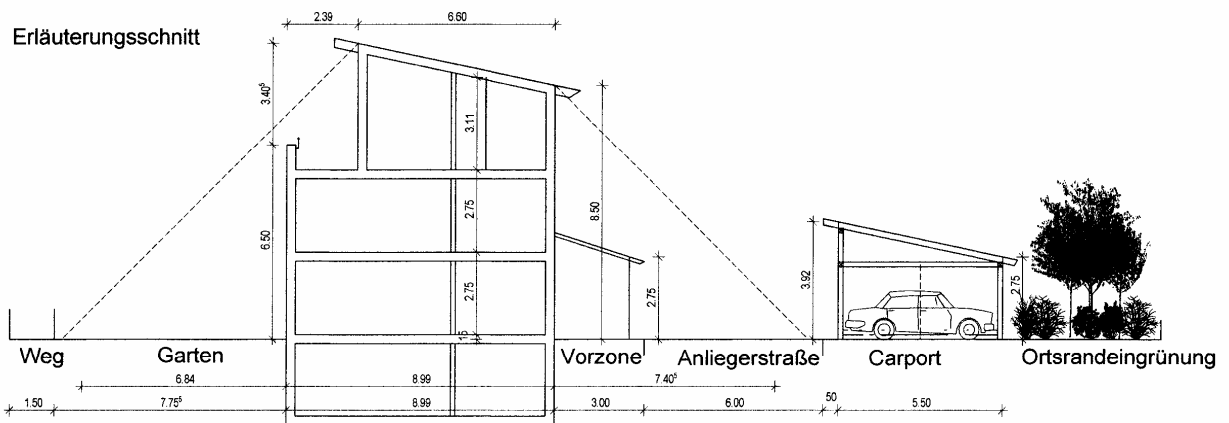 2.39 6.60
Erläuterungsschnitt
3.40⁵
3.11
6.50
2.75
8.50
2.75
2.75
15
3.92
2.75
Weg Garten Vorzone Anliegerstraße Carport Ortsrandeingrünung
6.84 8.99 7.40⁵
1.50 7.75⁵ 8.99 3.00 6.00 50 5.50